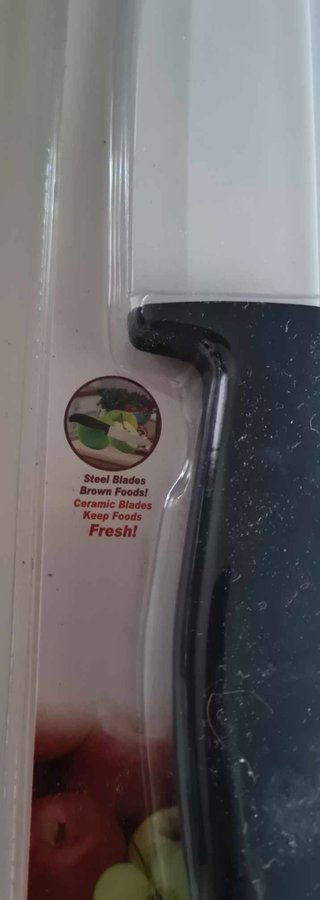 Steel Blades
Brown Foods!
Ceramic Blades
Keep Foods
Fresh!